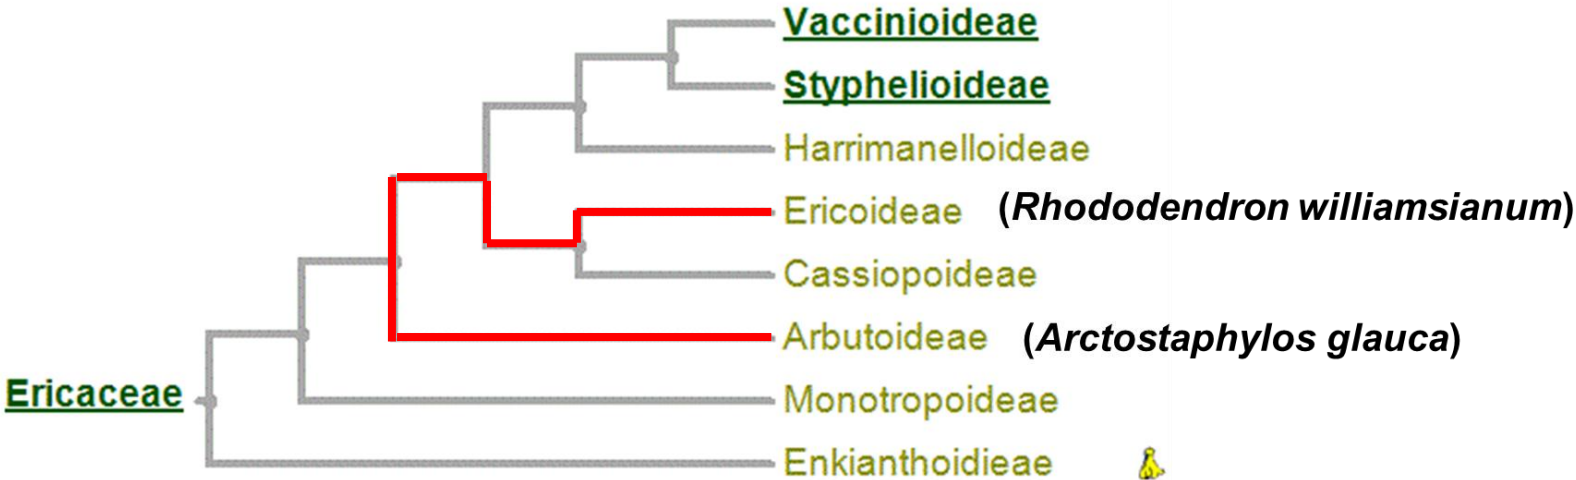 Vaccinioideae
Styphelioideae
Harrimanelloideae
Ericoideae (Rhododendron williamsianum)
Cassiopoideae
Arbutoideae (Arctostaphylos glauca)
Ericaceae
Monotropoideae
Enkianthoidieae